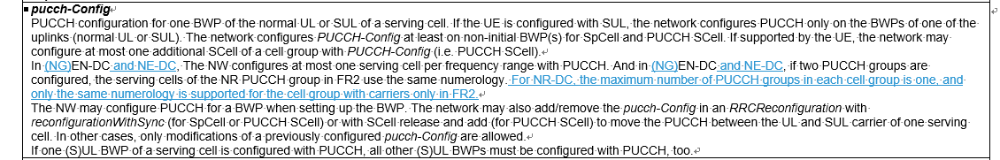 pucch-Config
PUCCH configuration for one BWP of the normal UL or SUL of a serving cell. If the UE is configured with SUL, the network configures PUCCH only on the BWPs of one of the
uplinks (normal UL or SUL). The network configures PUCCH-Config at least on non-initial BWP(s) for SpCell and PUCCH SCell. If supported by the UE, the network may
configure at most one additional SCell of a cell group with PUCCH-Config (i.e. PUCCH SCell).
In (NG)EN-DC and NE-DC, The NW configures at most one serving cell per frequency range with PUCCH. And in (NG)EN-DC and NE-DC, if two PUCCH groups are
configured, the serving cells of the NR PUCCH group in FR2 use the same numerology. For NR-DC, the maximum number of PUCCH groups in each cell group is one, and
only the same numerology is supported for the cell group with carriers only in FR2.
The NW may configure PUCCH for a BWP when setting up the BWP. The network may also add/remove the pucch-Config in an RRCReconfiguration with
reconfigurationWithSync (for SpCell or PUCCH SCell) or with SCell release and add (for PUCCH SCell) to move the PUCCH between the UL and SUL carrier of one serving
cell. In other cases, only modifications of a previously configured pucch-Config are allowed.
If one (S)UL BWP of a serving cell is configured with PUCCH, all other (S)UL BWPs must be configured with PUCCH, too.